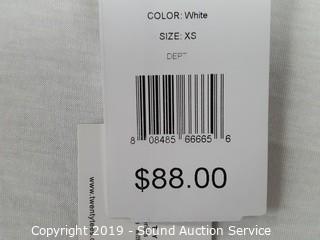 COLOR: White
SIZE: XS
DEPT
8 08485 66665 6
$88.00
Copyright 2019 - Sound Auction Service